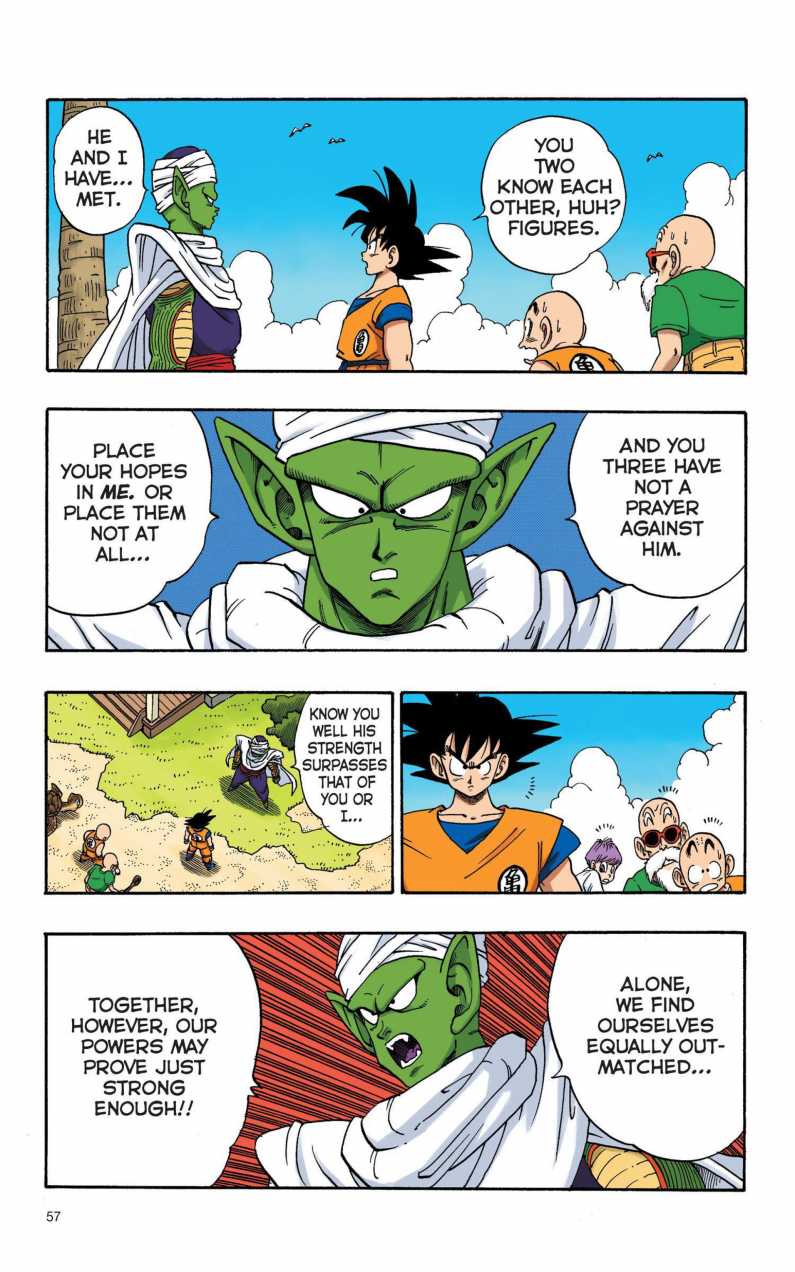 YOU
TWO
KNOW EACH
OTHER, HUH?
FIGURES.
HE
AND I
HAVE...
MET.
亀
亀
AND YOU
THREE HAVE
NOT A
PRAYER
AGAINST
HIM.
PLACE
YOUR HOPES
IN ME. OR
PLACE THEM
NOT AT
ALL...
亀
KNOW YOU
WELL HIS
STRENGTH
SURPASSES
THAT OF
YOU OR
I...
ALONE,
WE FIND
OURSELVES
EQUALLY OUT-
MATCHED...
TOGETHER,
HOWEVER, OUR
POWERS MAY
PROVE JUST
STRONG
ENOUGH!!
57